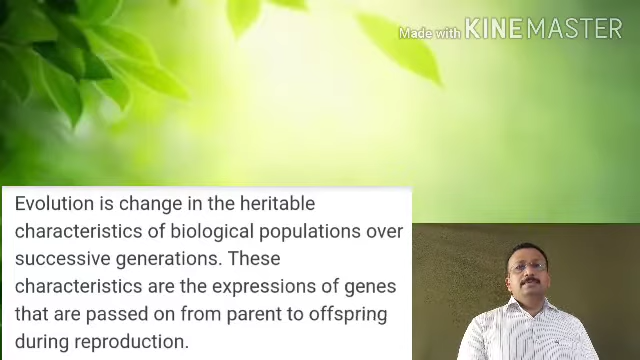 Made with KINEMASTER
Evolution is change in the heritable
characteristics of biological populations over
successive generations. These
characteristics are the expressions of genes
that are passed on from parent to offspring
during reproduction.